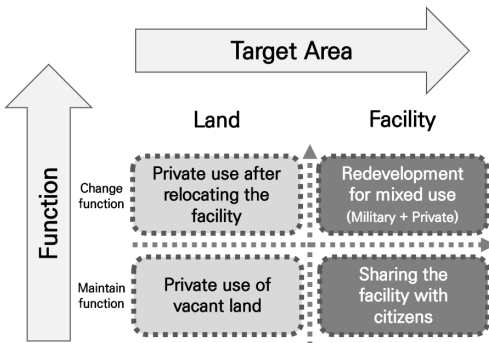 Target Area
Land
Facility
Function
Change
function
Private use after
relocating the
facility
Redevelopment
for mixed use
(Military + Private)
Maintain
function
Private use of
vacant land
Sharing the
facility with
citizens